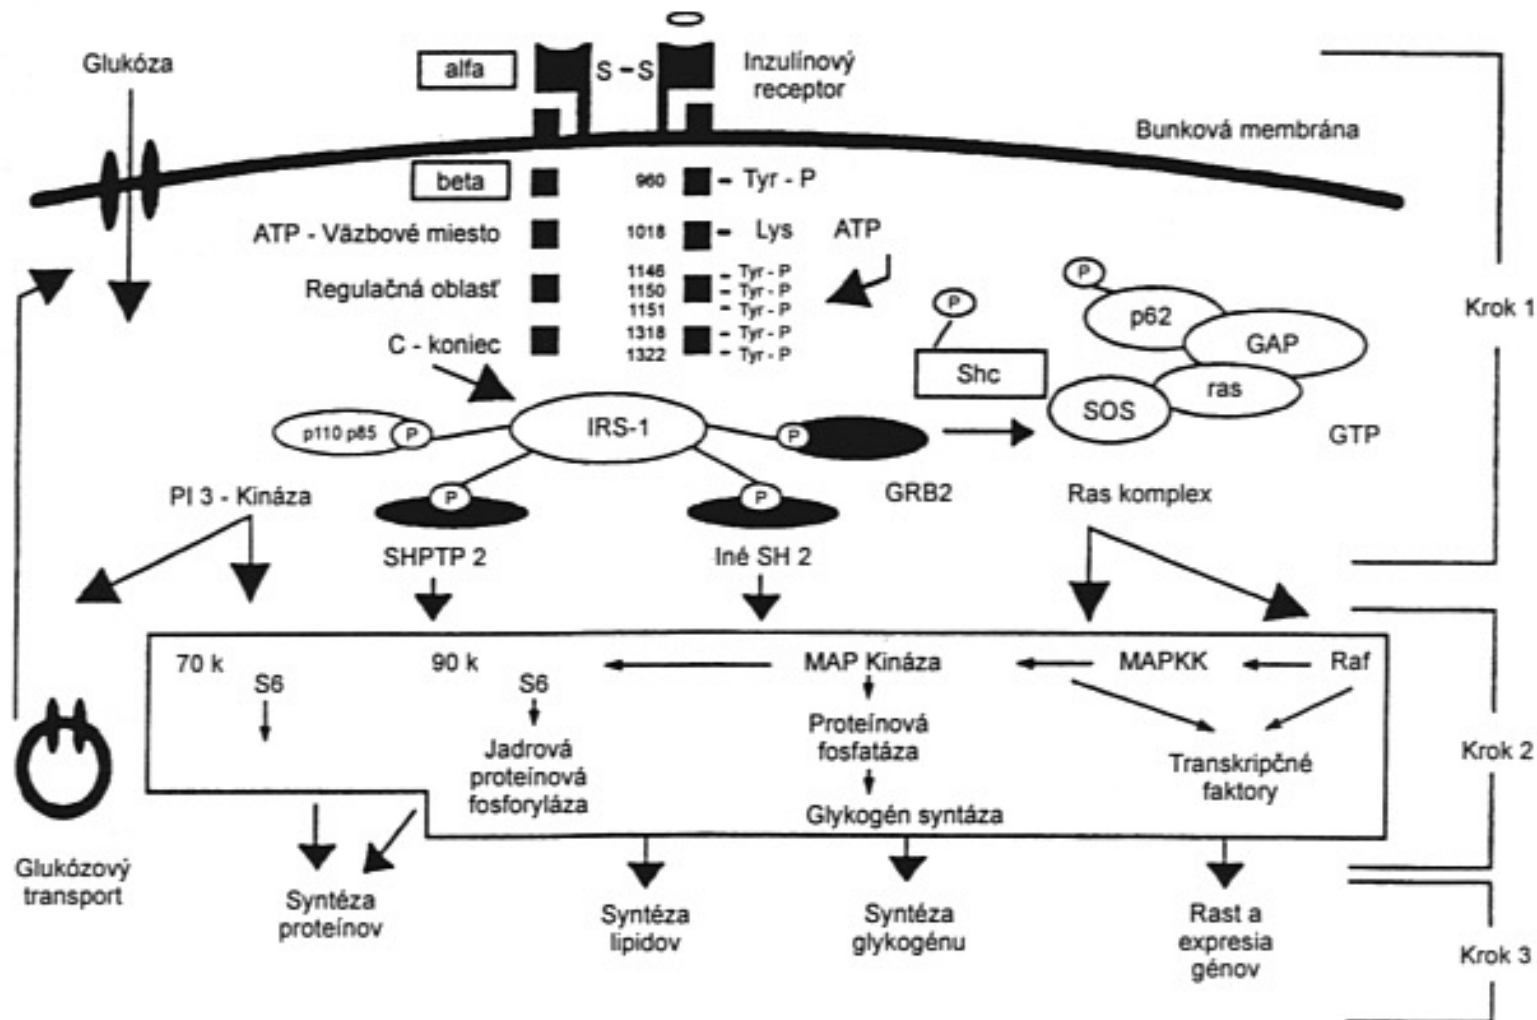 Glukóza
alfa
S – S
Inzulínový
receptor
Bunková membrána
beta
960
Tyr - P
ATP - Väzbové miesto
1018
Lys
ATP
Regulačná oblasť
1146
Tyr - P
1150
Tyr - P
1151
Tyr - P
C - koniec
1318
Tyr - P
1322
Tyr - P
P
Shc
P
p62
GAP
ras
SOS
GTP
Krok 1
p110 p85
P
IRS-1
P
GRB2
P
P
PI 3 - Kináza
SHPTP 2
Iné SH 2
Ras komplex
70 k
S6
90 k
S6
MAP Kináza
MAPKK
Raf
Jadrová
proteínová
fosforyláza
Proteínová
fosfatáza
Glykogén syntáza
Transkripčné
faktory
Krok 2
Glukózový
transport
Syntéza
proteínov
Syntéza
lipidov
Syntéza
glykogénu
Rast a
expresia
génov
Krok 3